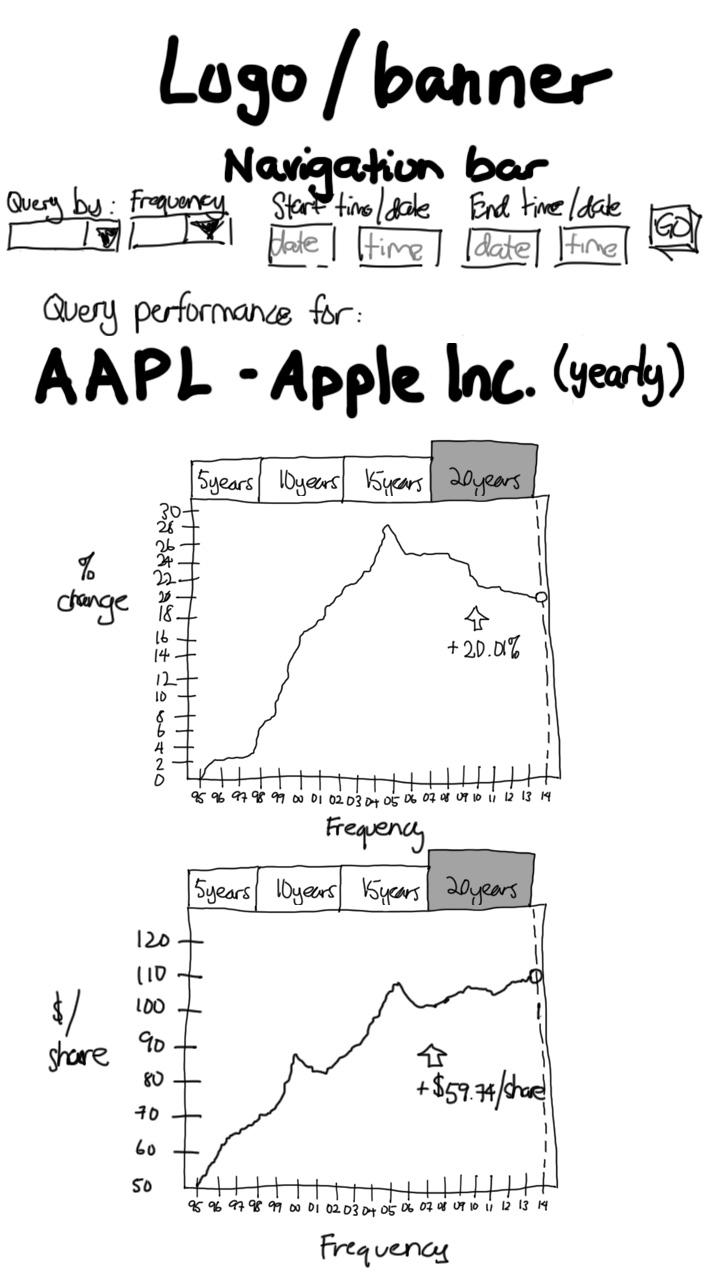 Logo/banner
Navigation bar
Query by: Frequency Start time/date End time/date
date time date time GO
Query performance for:
AAPL - Apple Inc. (yearly)
5years 10years 15years 20years
30
28
26
24
22
20
18
16
14
12
10
8
6
4
2
0
% change
+20.01%
95 96 97 98 99 00 01 02 03 04 05 06 07 08 09 10 11 12 13 14
Frequency
5years 10years 15years 20years
120
110
100
90
80
70
60
50
$/
share
+$59.74/share
95 96 97 98 99 00 01 02 03 04 05 06 07 08 09 10 11 12 13 14
Frequency